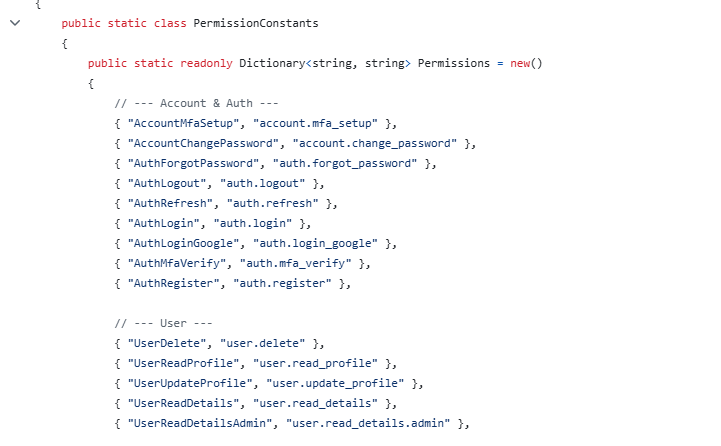 {
public static class PermissionConstants
{
public static readonly Dictionary<string, string> Permissions = new()
{
// --- Account & Auth ---
{ "AccountMfaSetup", "account.mfa_setup" },
{ "AccountChangePassword", "account.change_password" },
{ "AuthForgotPassword", "auth.forgot_password" },
{ "AuthLogout", "auth.logout" },
{ "AuthRefresh", "auth.refresh" },
{ "AuthLogin", "auth.login" },
{ "AuthLoginGoogle", "auth.login_google" },
{ "AuthMfaVerify", "auth.mfa_verify" },
{ "AuthRegister", "auth.register" },
// --- User ---
{ "UserDelete", "user.delete" },
{ "UserReadProfile", "user.read_profile" },
{ "UserUpdateProfile", "user.update_profile" },
{ "UserReadDetails", "user.read_details" },
{ "UserReadDetailsAdmin", "user.read_details.admin" },